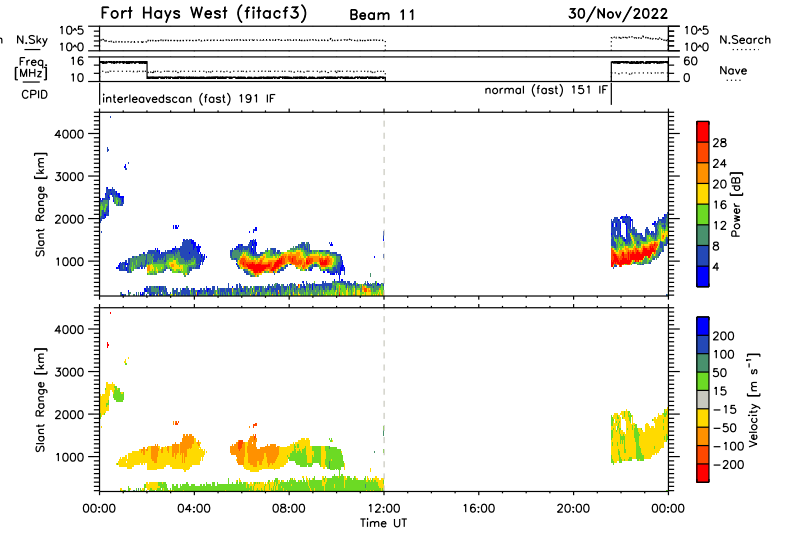 Fort Hays West (fitacf3) Beam 11 30/Nov/2022
n N.Sky 10^5 10^0 10^5 10^0 N.Search
Freq. [MHz] 16 10 60 0 Nave
CPID interleavedscan (fast) 191 IF normal (fast) 151 IF
Slant Range [km]
4000
3000
2000
1000
28
24
20
16
12
8
4
Power [dB]
Slant Range [km]
4000
3000
2000
1000
200
100
50
15
-15
-50
-100
-200
Velocity [m s⁻¹]
00:00 04:00 08:00 12:00 16:00 20:00 00:00
Time UT